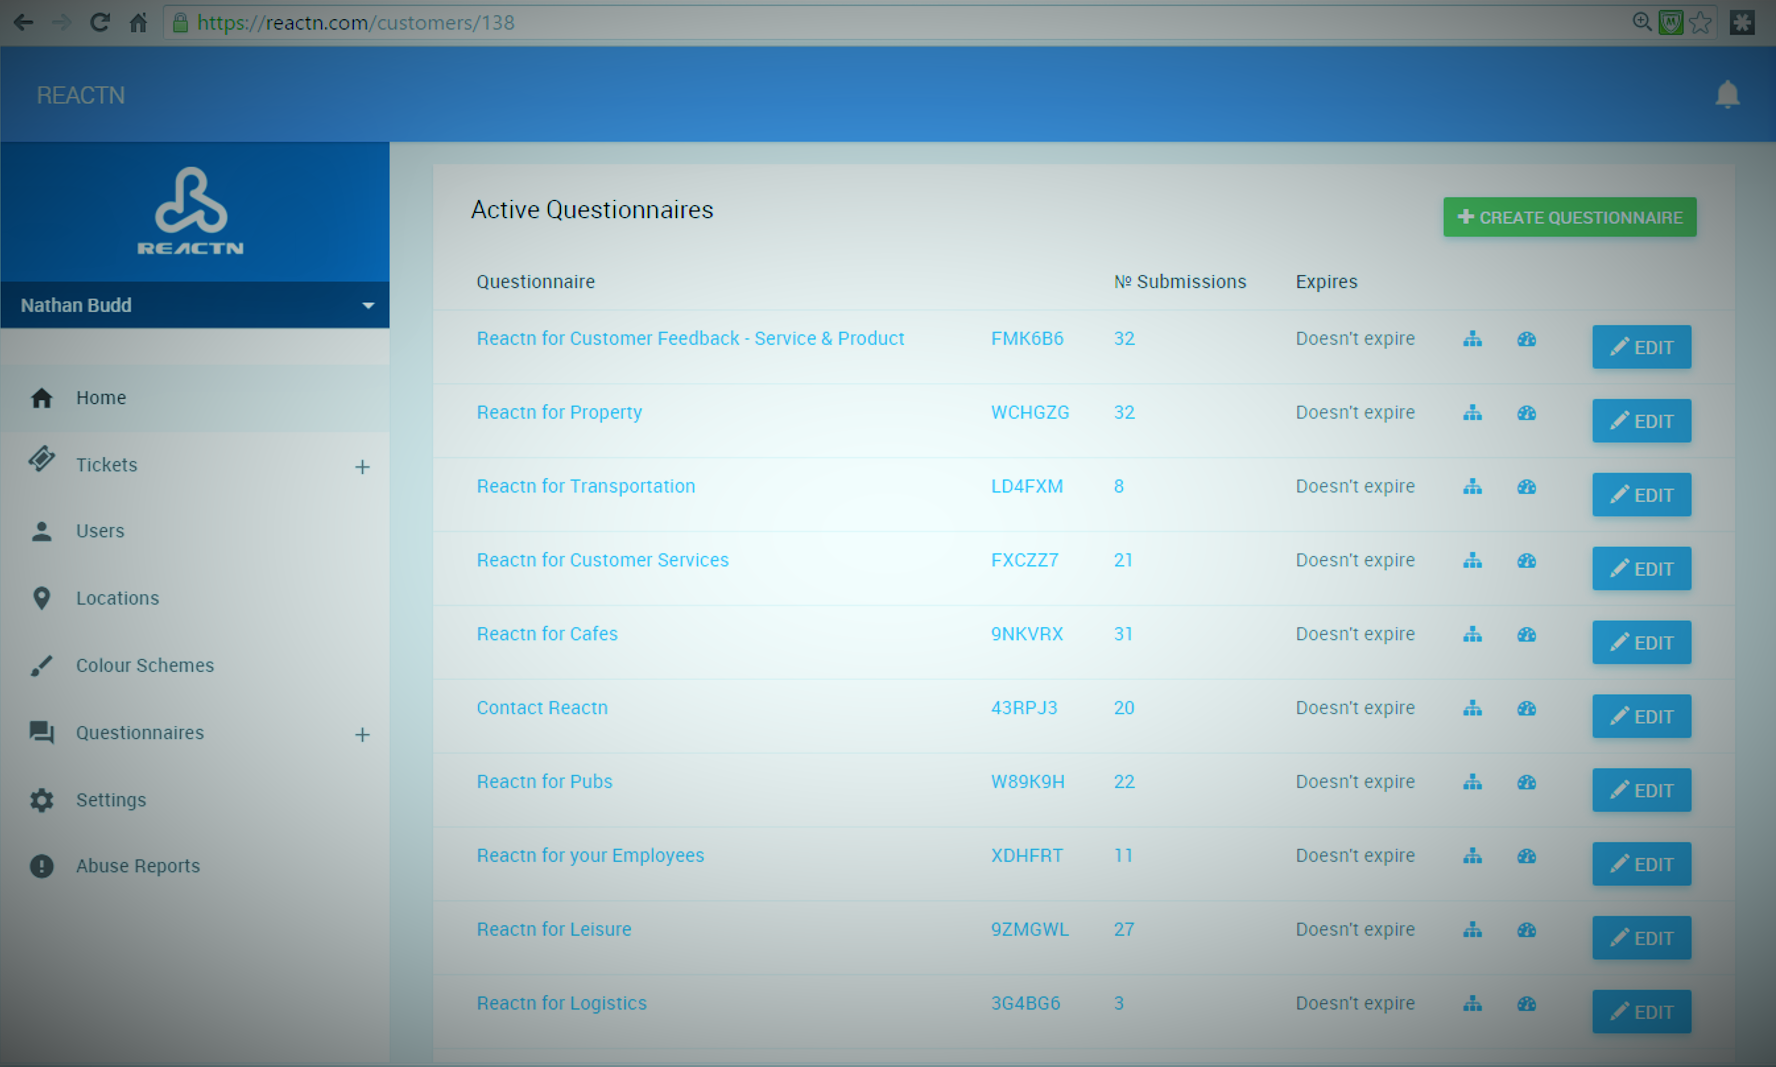 https://reactn.com/customers/138
REACTN
REACTN
Nathan Budd
Home
Tickets +
Users
Locations
Colour Schemes
Questionnaires +
Settings
Abuse Reports
Active Questionnaires
+ CREATE QUESTIONNAIRE
Questionnaire № Submissions Expires
Reactn for Customer Feedback - Service & Product FMK6B6 32 Doesn't expire EDIT
Reactn for Property WCHGZG 32 Doesn't expire EDIT
Reactn for Transportation LD4FXM 8 Doesn't expire EDIT
Reactn for Customer Services FXCZZ7 21 Doesn't expire EDIT
Reactn for Cafes 9NKVRX 31 Doesn't expire EDIT
Contact Reactn 43RPJ3 20 Doesn't expire EDIT
Reactn for Pubs W89K9H 22 Doesn't expire EDIT
Reactn for your Employees XDHFRT 11 Doesn't expire EDIT
Reactn for Leisure 9ZMGWL 27 Doesn't expire EDIT
Reactn for Logistics 3G4BG6 3 Doesn't expire EDIT